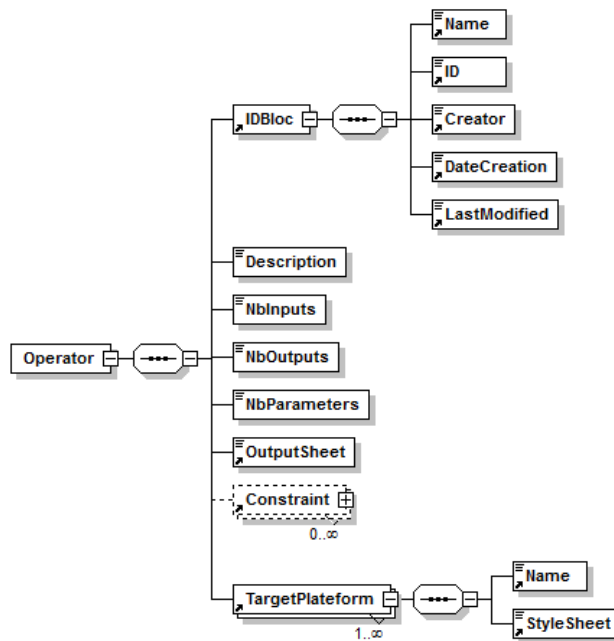 Name
ID
IDBloc
Creator
DateCreation
LastModified
Description
NbInputs
NbOutputs
Operator
NbParameters
OutputSheet
Constraint
0..∞
Name
TargetPlateform
StyleSheet
1..∞